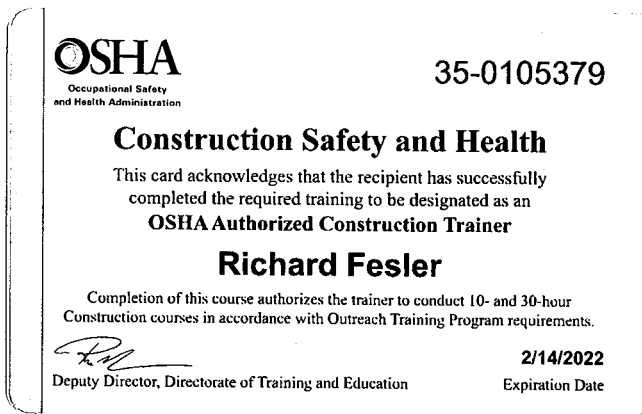 OSHA
Occupational Safety
and Health Administration
35-0105379
Construction Safety and Health
This card acknowledges that the recipient has successfully
completed the required training to be designated as an
OSHA Authorized Construction Trainer
Richard Fesler
Completion of this course authorizes the trainer to conduct 10- and 30-hour
Construction courses in accordance with Outreach Training Program requirements.
2/14/2022
Deputy Director, Directorate of Training and Education
Expiration Date